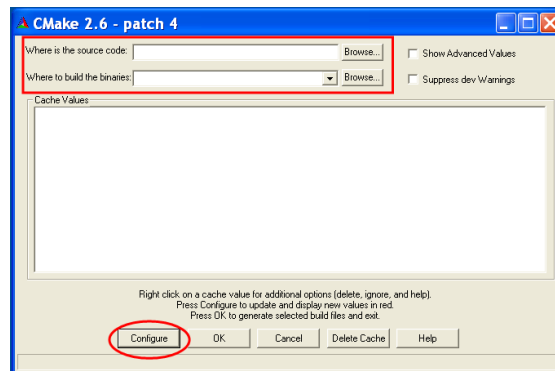 CMake 2.6 - patch 4
Where is the source code: Browse... Show Advanced Values
Where to build the binaries: Browse... Suppress dev Warnings
Cache Values
Right click on a cache value for additional options (delete, ignore, and help).
Press Configure to update and display new values in red.
Press OK to generate selected build files and exit.
Configure OK Cancel Delete Cache Help